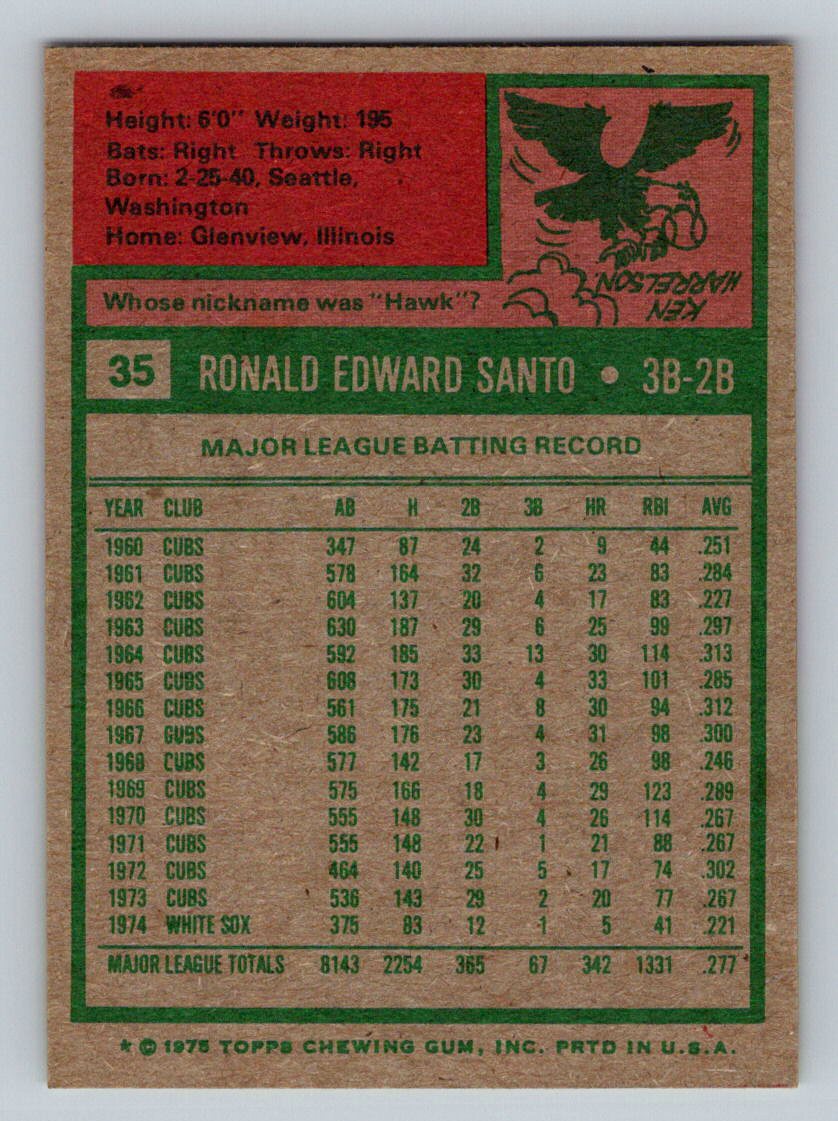 Height: 6'0" Weight: 195
Bats: Right Throws: Right
Born: 2-25-40, Seattle,
Washington
Home: Glenview, Illinois
Whose nickname was "Hawk"?
KEN
HARRELSON.
35 RONALD EDWARD SANTO • 3B-2B
MAJOR LEAGUE BATTING RECORD
YEAR CLUB AB H 2B 3B HR RBI AVG
1960 CUBS 347 87 24 2 9 44 .251
1961 CUBS 578 164 32 6 23 83 .284
1962 CUBS 604 137 20 4 17 83 .227
1963 CUBS 630 187 29 6 25 99 .297
1964 CUBS 592 185 33 13 30 114 .313
1965 CUBS 608 173 30 4 33 101 .285
1966 CUBS 561 175 21 8 30 94 .312
1967 CUBS 586 176 23 4 31 98 .300
1968 CUBS 577 142 17 3 26 98 .246
1969 CUBS 575 166 18 4 29 123 .289
1970 CUBS 555 148 30 4 26 114 .267
1971 CUBS 555 148 22 1 21 88 .267
1972 CUBS 464 140 25 5 17 74 .302
1973 CUBS 536 143 29 2 20 77 .267
1974 WHITE SOX 375 83 12 1 5 41 .221
MAJOR LEAGUE TOTALS 8143 2254 365 67 342 1331 .277
* © 1975 TOPPS CHEWING GUM, INC. PRTD IN U.S.A.